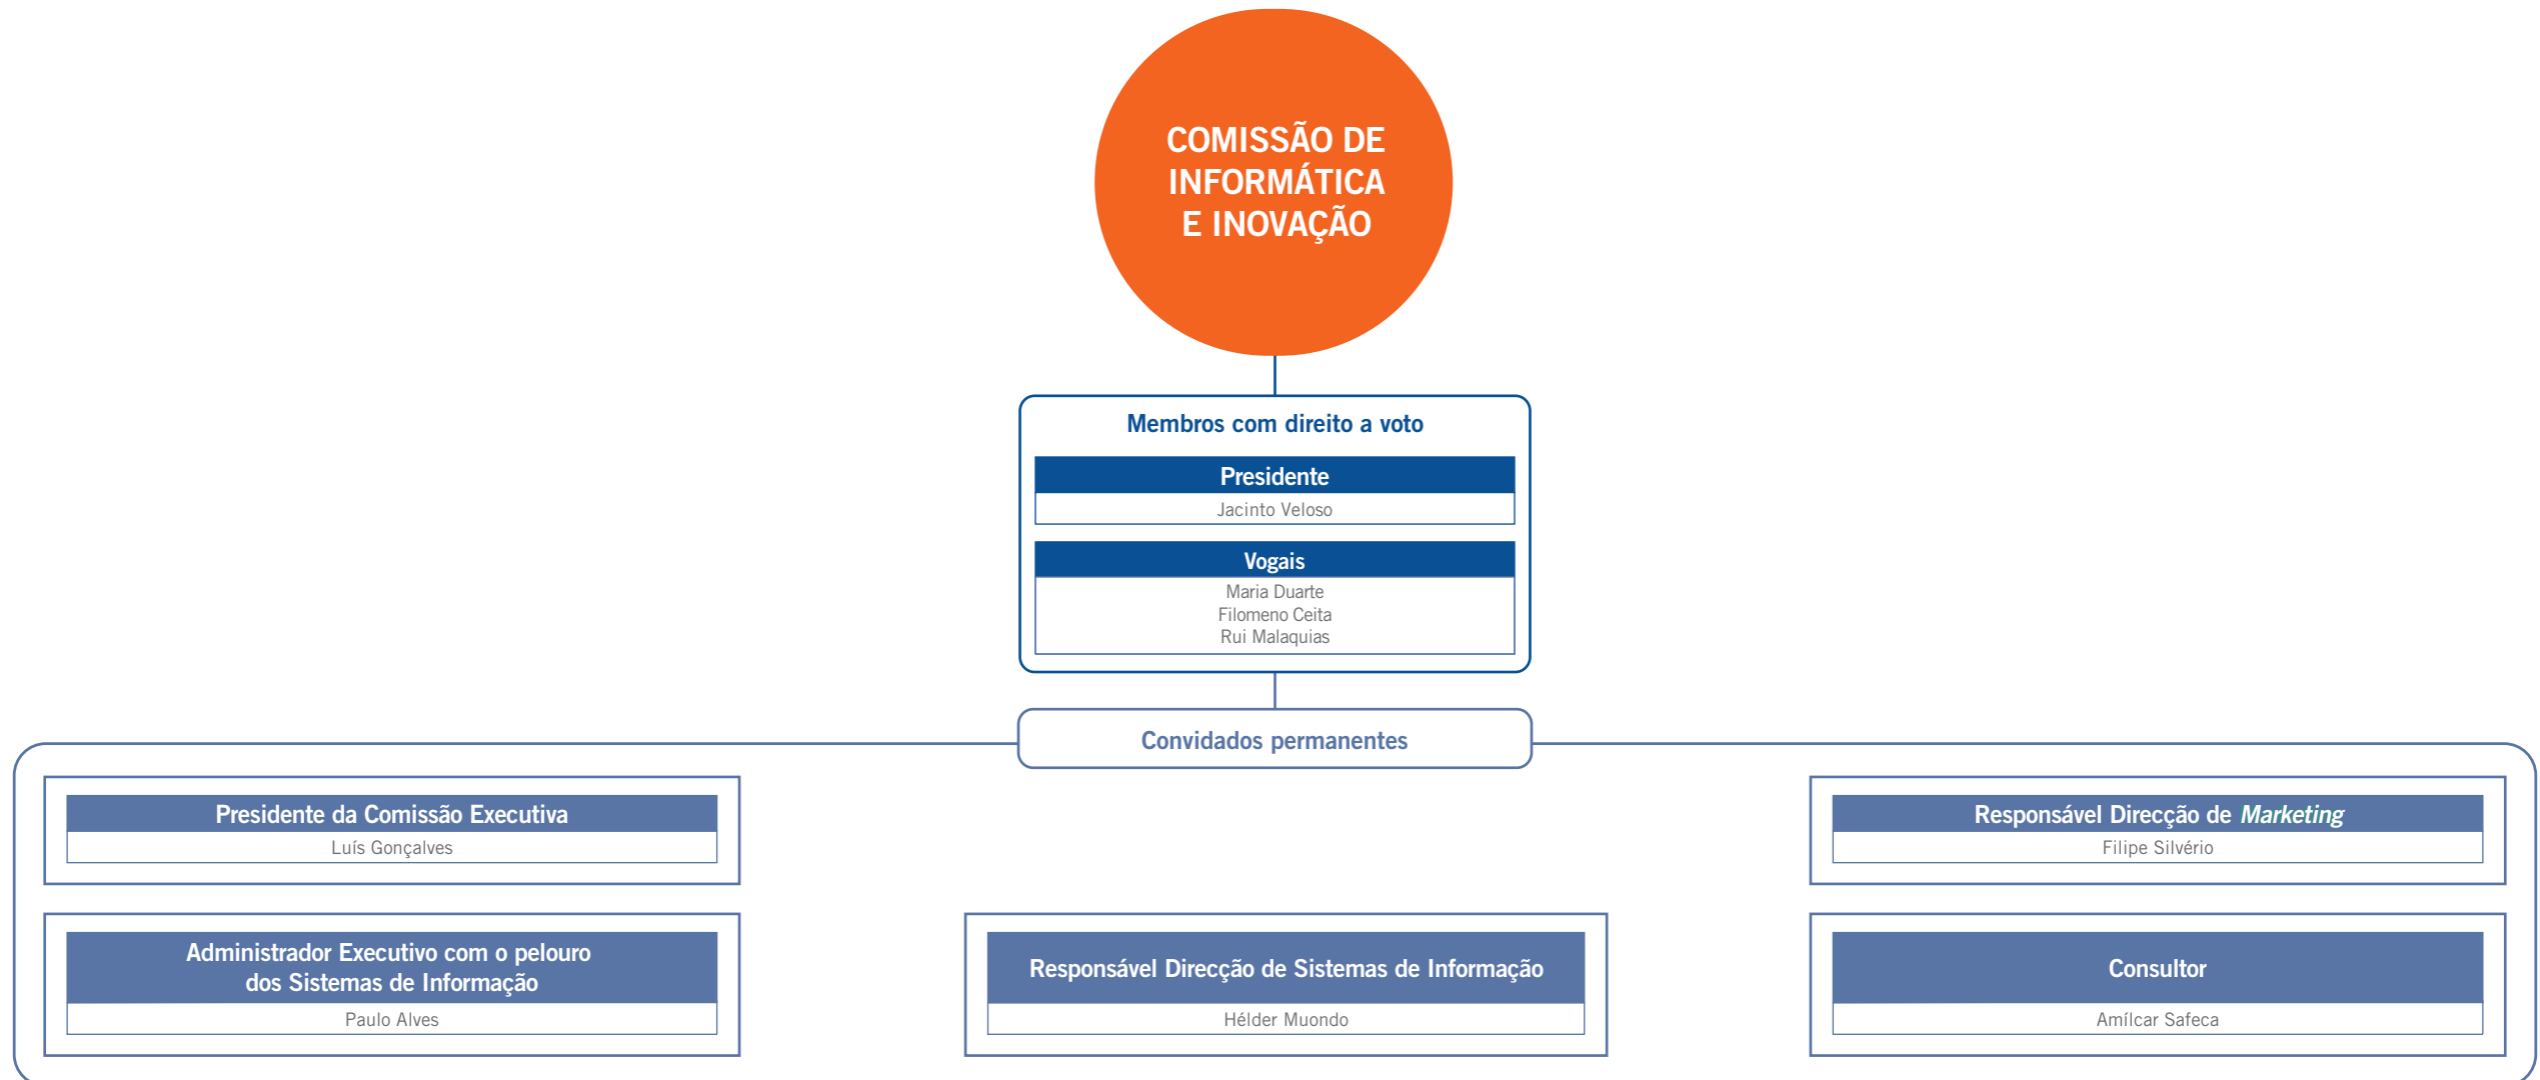 COMISSÃO DE
INFORMÁTICA
E INOVAÇÃO
Membros com direito a voto
Presidente
Jacinto Veloso
Vogais
Maria Duarte
Filomeno Ceita
Rui Malaquias
Convidados permanentes
Presidente da Comissão Executiva
Luís Gonçalves
Responsável Direcção de Marketing
Filipe Silvério
Administrador Executivo com o pelouro
dos Sistemas de Informação
Paulo Alves
Responsável Direcção de Sistemas de Informação
Hélder Muondo
Consultor
Amílcar Safeca